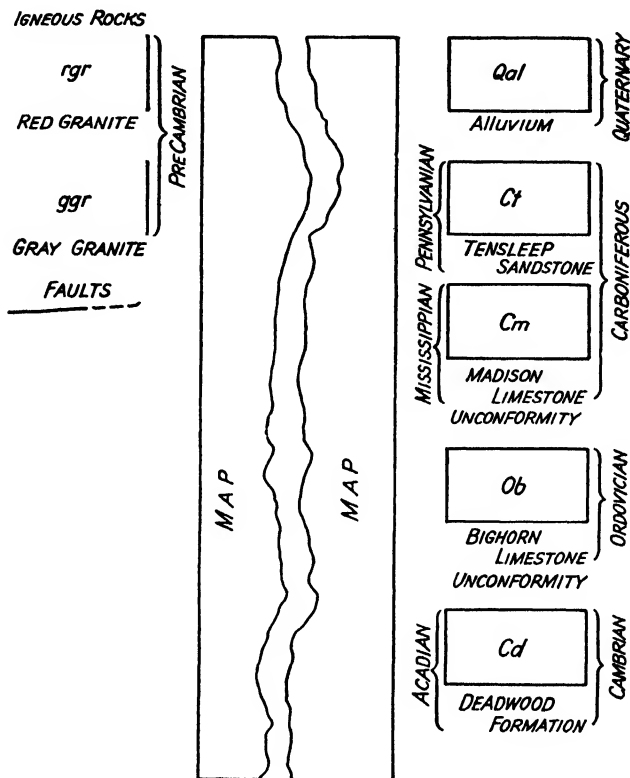 IGNEOUS ROCKS
rgr
RED GRANITE
ggr
GRAY GRANITE
PRECAMBRIAN
FAULTS
MAP
MAP
Qal
Alluvium
QUATERNARY
PENNSYLVANIAN
Ct
TENSLEEP
SANDSTONE
MISSISSIPPIAN
Cm
MADISON
LIMESTONE
CARBONIFEROUS
UNCONFORMITY
Ob
BIGHORN
LIMESTONE
ORDOVICIAN
UNCONFORMITY
ACADIAN
Cd
DEADWOOD
FORMATION
CAMBRIAN